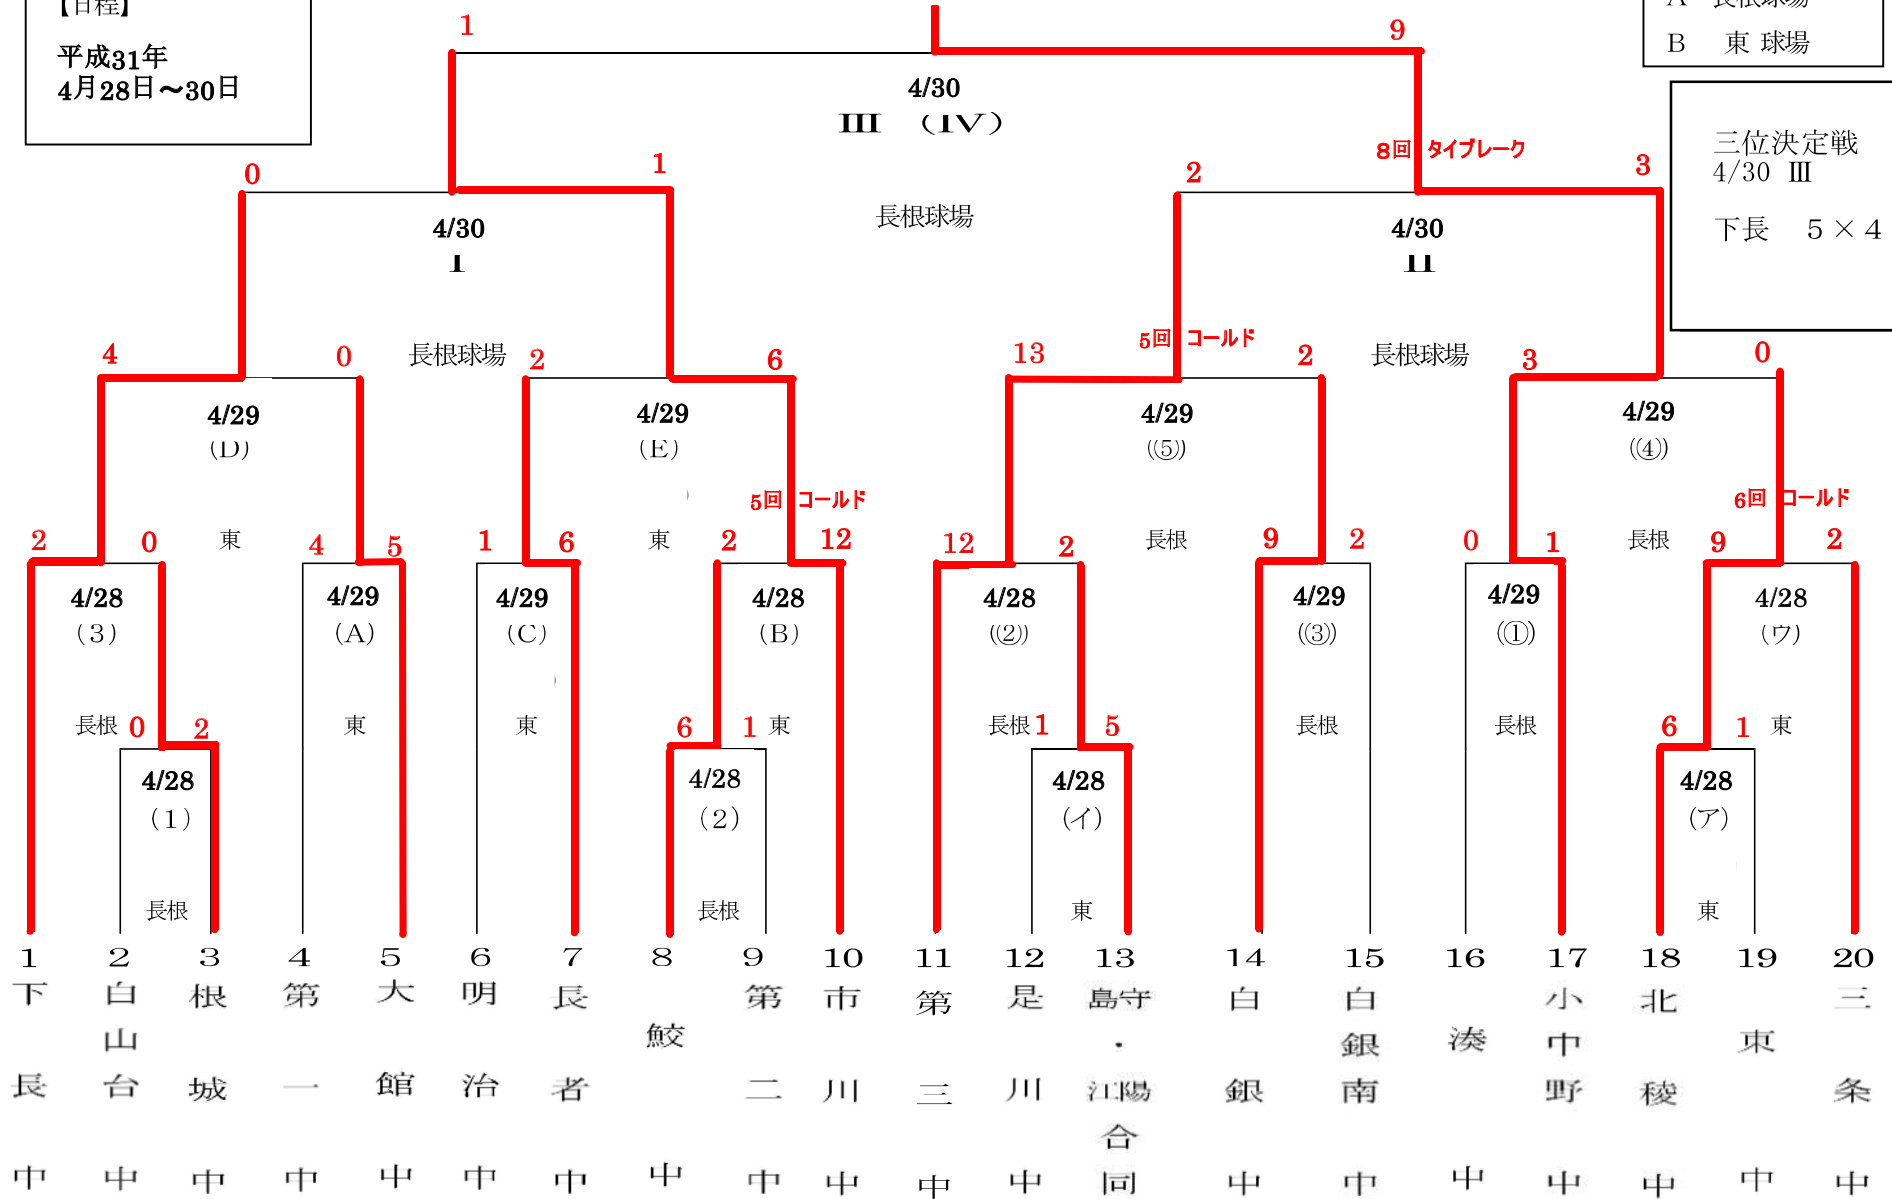 【日程】
平成31年
4月28日～30日
A 長根球場
B 東 球場
1 9
4/30
III （IV）
長根球場
三位決定戦
4/30 III
下長 ５×４
8回 タイブレーク
0 1 2 3
4/30 4/30
I II
長根球場 長根球場
5回 コールド
4 0 2 6 13 2 3 0
4/29 4/29 4/29 4/29
(D) (E) (⑤) (④)
5回 コールド 6回 コールド
東 東 長根 長根
2 0 4 5 1 6 2 12 12 2 9 2 0 1 9 2
4/28 4/29 4/29 4/28 4/28 4/29 4/29 4/28
(3) (A) (C) (B) (②) (③) (①) (ウ)
長根 東 東 東 長根 長根 長根 東
0 2 6 1 1 5 6 1
4/28 4/28 4/28 4/28
(1) (2) (イ) (ア)
長根 長根 東 東
1 2 3 4 5 6 7 8 9 10 11 12 13 14 15 16 17 18 19 20
下長中
白山台中
根城中
第一中
大館中
明治中
長者中
鮫中
第二中
市川中
第三中
是川中
島守・江陽合同
白銀中
白銀南中
湊中
小中野中
北稜中
東中
三条中